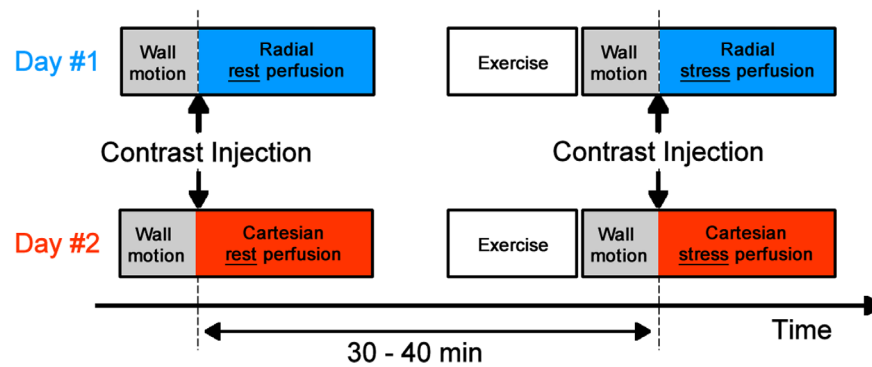 Day #1
Wall
motion
Radial
rest perfusion
Exercise
Wall
motion
Radial
stress perfusion
Contrast Injection
Contrast Injection
Day #2
Wall
motion
Cartesian
rest perfusion
Exercise
Wall
motion
Cartesian
stress perfusion
Time
30 - 40 min